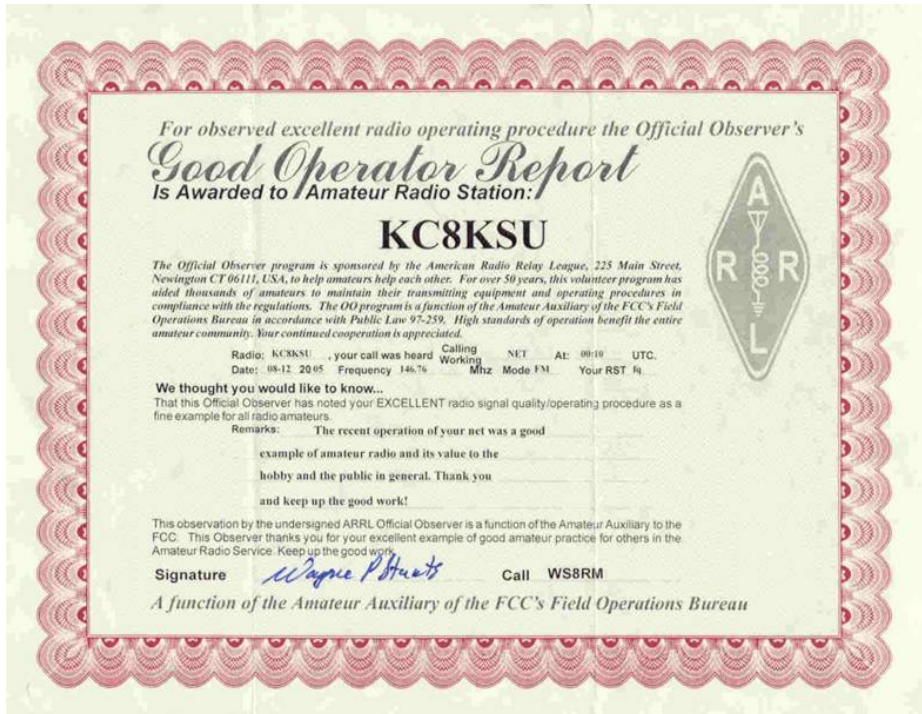 For observed excellent radio operating procedure the Official Observer's
Good Operator Report
Is Awarded to Amateur Radio Station:
KC8KSU
A
R R
L
The Official Observer program is sponsored by the American Radio Relay League, 225 Main Street,
Newington CT 06111, USA, to help amateurs help each other. For over 50 years, this volunteer program has
aided thousands of amateurs to maintain their transmitting equipment and operating procedures in
compliance with the regulations. The OO program is a function of the Amateur Auxiliary of the FCC's Field
Operations Bureau in accordance with Public Law 97-259. High standards of operation benefit the entire
amateur community. Your continued cooperation is appreciated.
Radio: KC8KSU , your call was heard Calling Working NET At: 00:10 UTC.
Date: 08-12 2005 Frequency 146.76 Mhz Mode FM Your RST fq
We thought you would like to know...
That this Official Observer has noted your EXCELLENT radio signal quality/operating procedure as a
fine example for all radio amateurs.
Remarks: The recent operation of your net was a good
example of amateur radio and its value to the
hobby and the public in general. Thank you
and keep up the good work!
This observation by the undersigned ARRL Official Observer is a function of the Amateur Auxiliary to the
FCC. This Observer thanks you for your excellent example of good amateur practice for others in the
Amateur Radio Service. Keep up the good work.
Signature Wayne P Call WS8RM
A function of the Amateur Auxiliary of the FCC's Field Operations Bureau